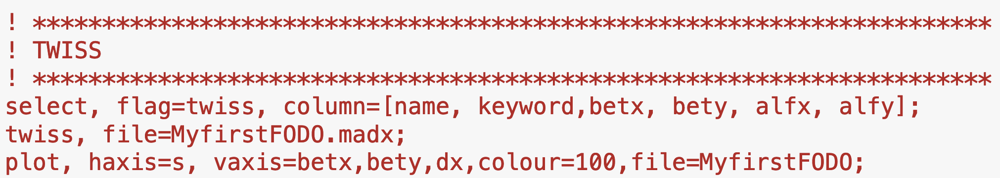 ! *********************************************************************
! TWISS
! *********************************************************************
select, flag=twiss, column=[name, keyword,betx, bety, alfx, alfy];
twiss, file=MyfirstFODO.madx;
plot, haxis=s, vaxis=betx,bety,dx,colour=100,file=MyfirstFODO;